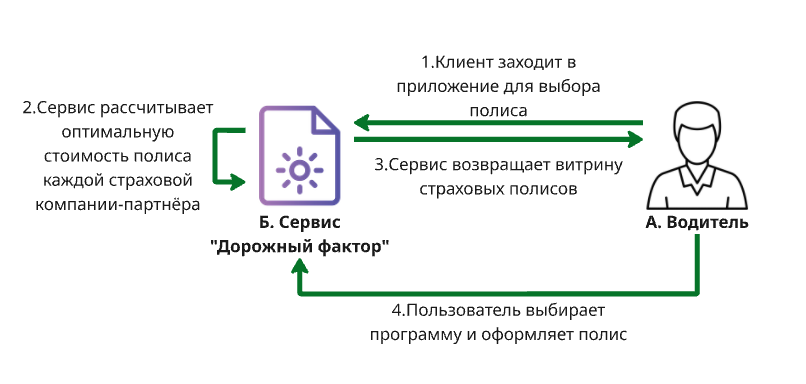 1.Клиент заходит в
приложение для выбора
полиса
2.Сервис рассчитывает
оптимальную
стоимость полиса
каждой страховой
компании-партнёра
3.Сервис возвращает витрину
страховых полисов
Б. Сервис
"Дорожный фактор"
А. Водитель
4.Пользователь выбирает
программу и оформляет полис